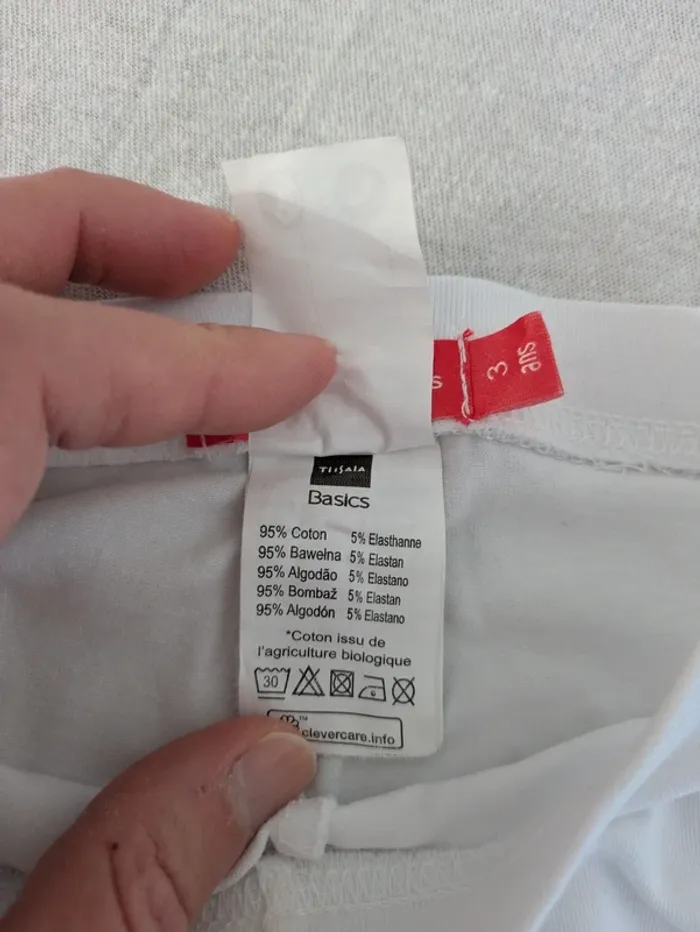 s
3
ans
TISSAIA
Basics
95% Coton 5% Elasthanne
95% Bawełna 5% Elastan
95% Algodão 5% Elastano
95% Bombaž 5% Elastan
95% Algodón 5% Elastano
*Coton issu de
l'agriculture biologique
30
™
clevercare.info